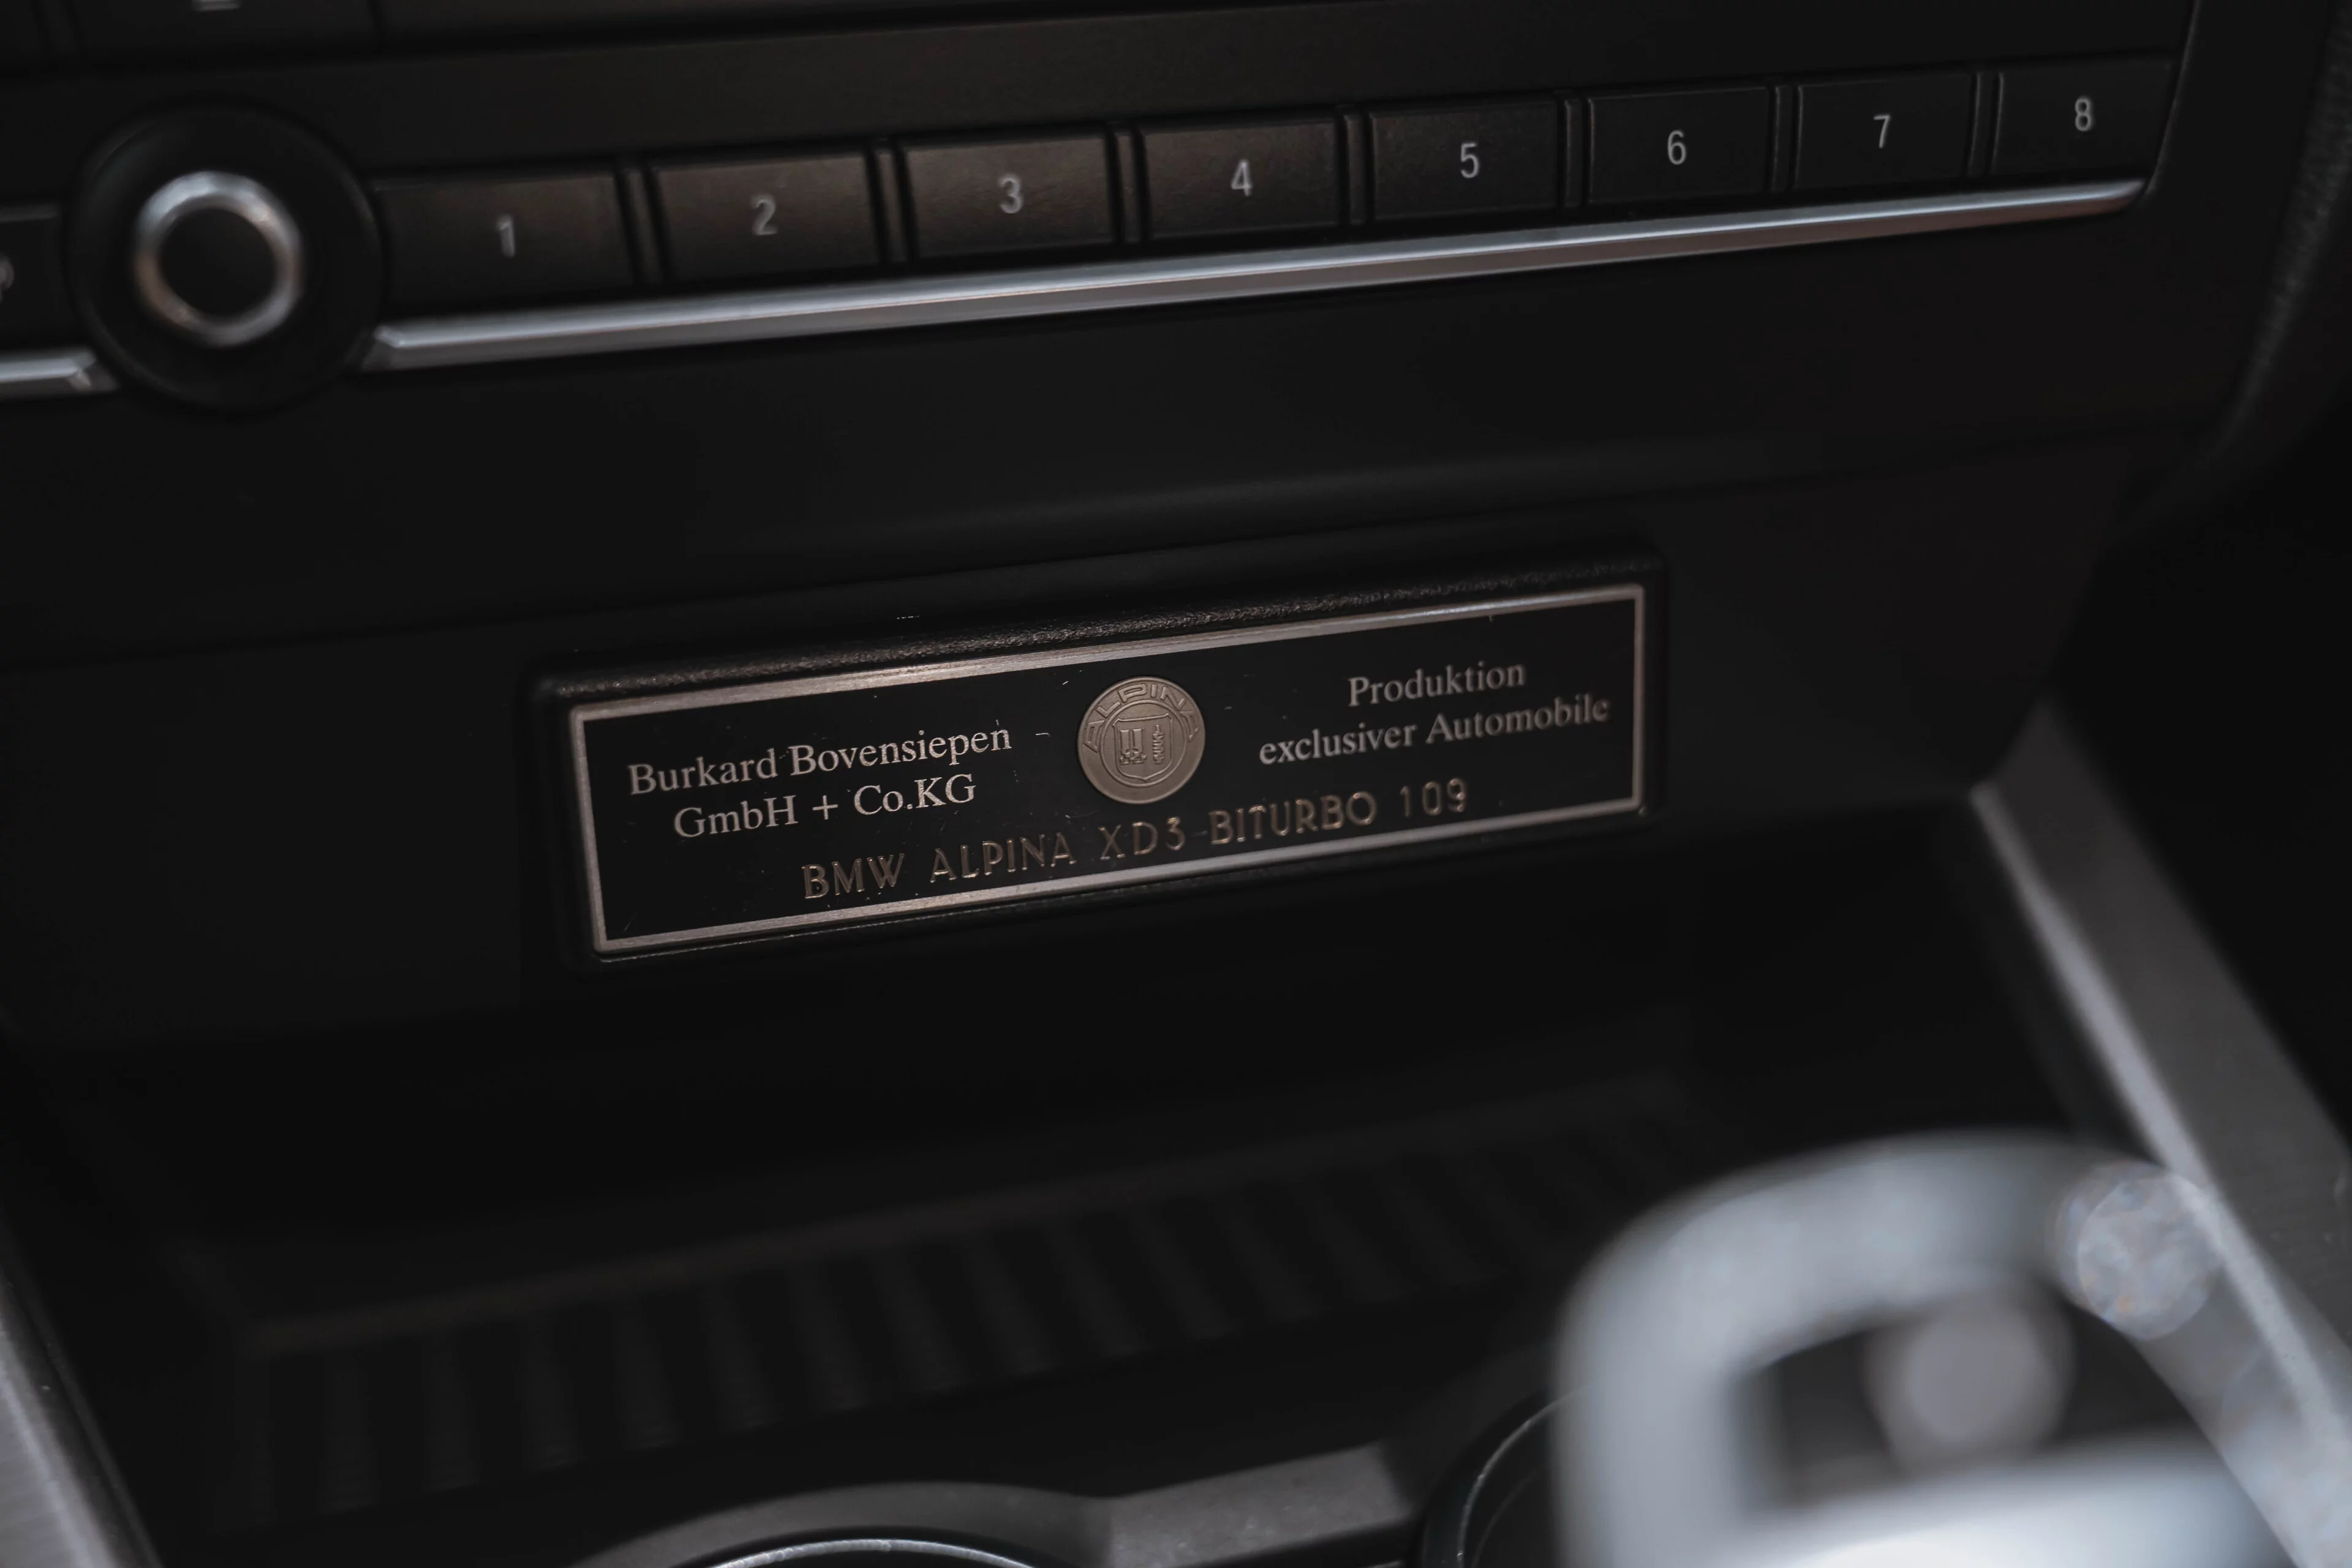 1 2 3 4 5 6 7 8
Burkard Bovensiepen
GmbH + Co.KG
ALPINA
Produktion
exclusiver Automobile
BMW ALPINA XD3-BITURBO 109